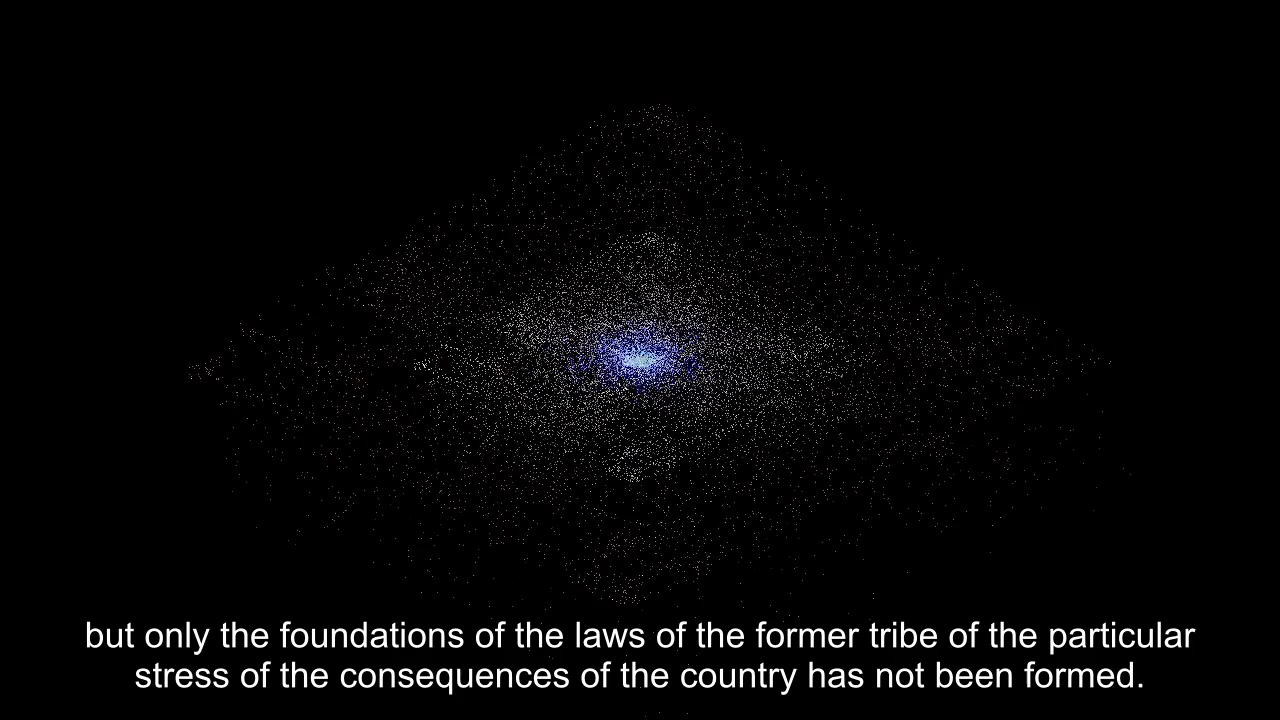 but only the foundations of the laws of the former tribe of the particular
stress of the consequences of the country has not been formed.